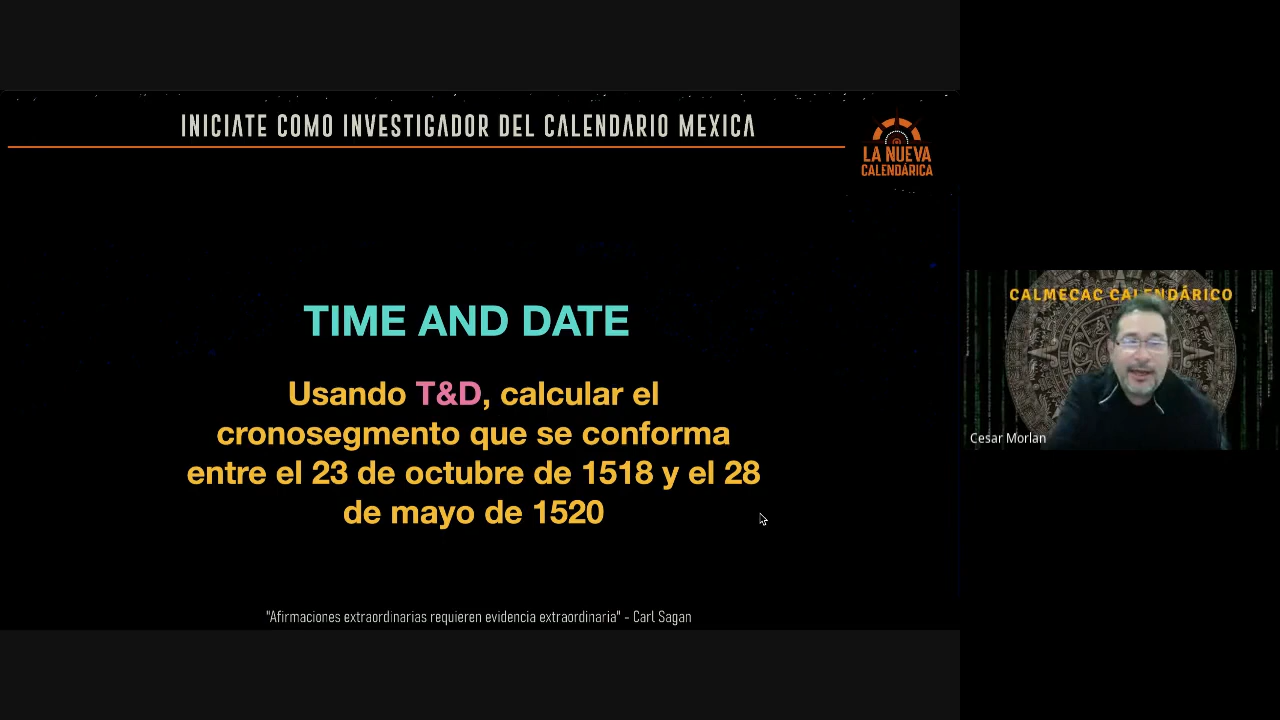 INICIATE COMO INVESTIGADOR DEL CALENDARIO MEXICA
LA NUEVA
CALENDÁRICA
TIME AND DATE
Usando T&D, calcular el
cronosegmento que se conforma
entre el 23 de octubre de 1518 y el 28
de mayo de 1520
"Afirmaciones extraordinarias requieren evidencia extraordinaria" - Carl Sagan
CALMECAC CALENDÁRICO
Cesar Morlan